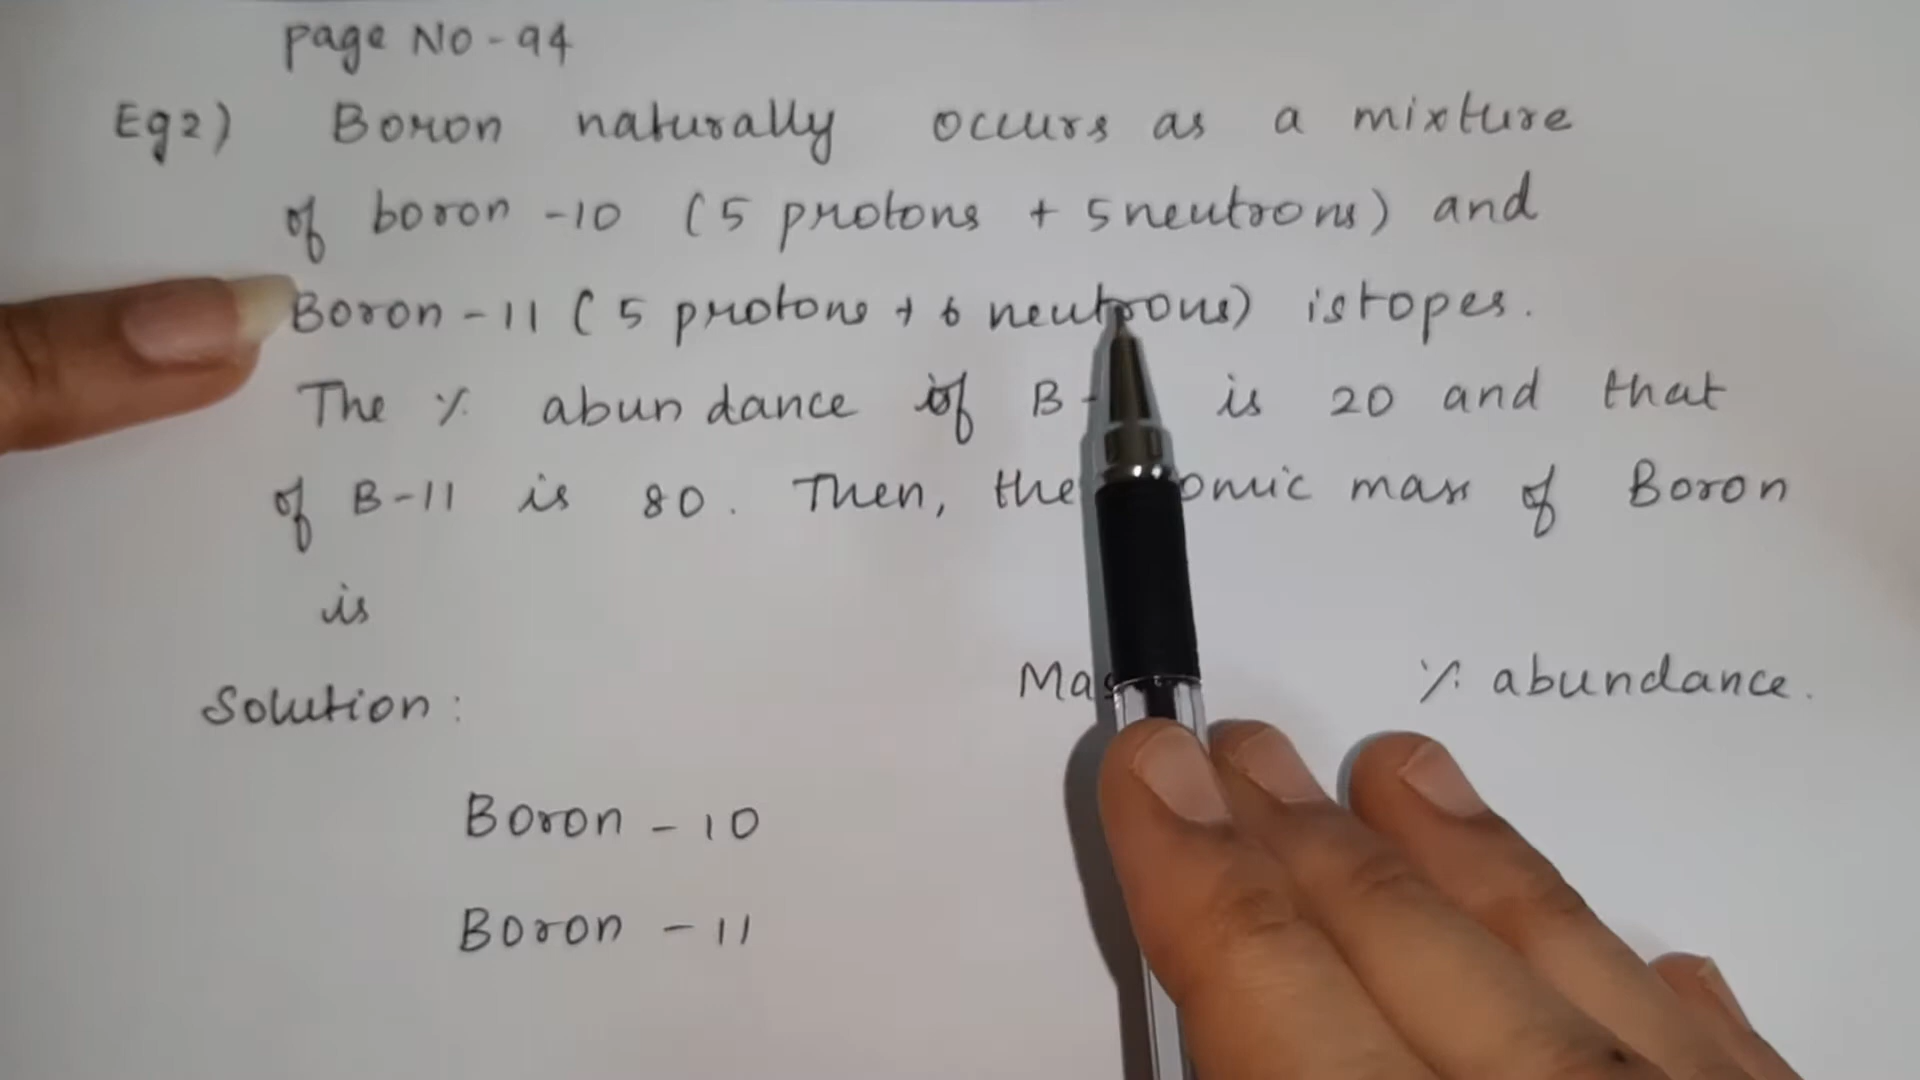 page No - 94
Eg2) Boron naturally occurs as a mixture
of boron -10 (5 protons + 5 neutrons) and
Boron -11 (5 protons + 6 neutrons) istopes.
The % abundance of B- is 20 and that
of B-11 is 80. Then, the omic mass of Boron
is
Solution: % abundance.
Boron - 10
Boron - 11